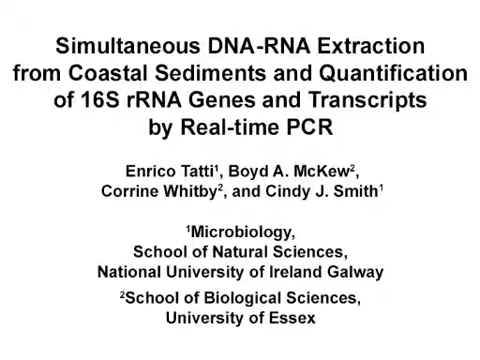 Simultaneous DNA-RNA Extraction
from Coastal Sediments and Quantification
of 16S rRNA Genes and Transcripts
by Real-time PCR
Enrico Tatti¹, Boyd A. McKew²,
Corrine Whitby², and Cindy J. Smith¹
¹Microbiology,
School of Natural Sciences,
National University of Ireland Galway
²School of Biological Sciences,
University of Essex